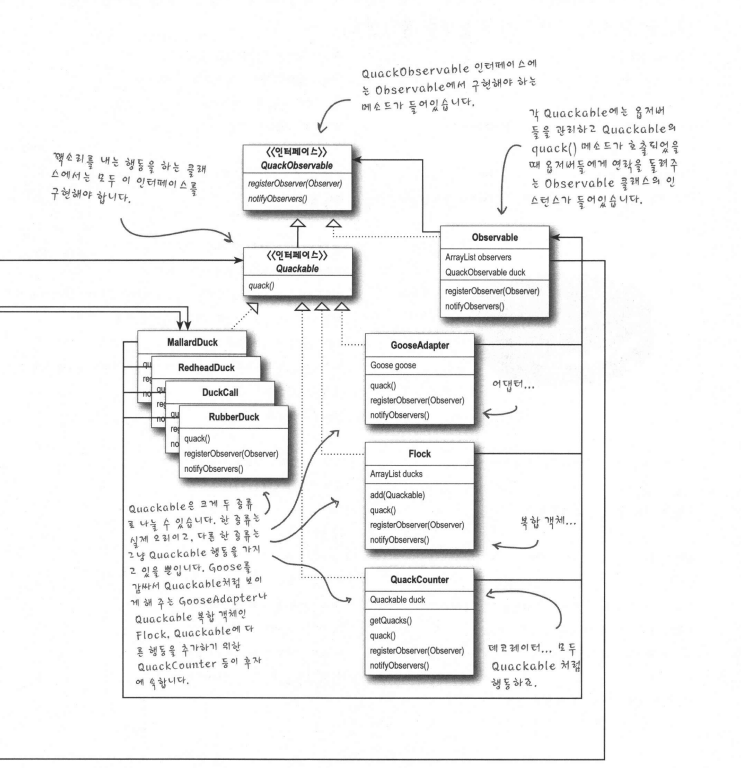 QuackObservable 인터페이스에
는 Observable에서 구현해야 하는
메소드가 들어있습니다.
각 Quackable에는 옵저버
들을 관리하고 Quackable의
quack() 메소드가 호출되었을
때 옵저버들에게 연락을 돌려주
는 Observable 클래스의 인
스턴스가 들어있습니다.
꽥소리를 내는 행동을 하는 클래
스에서는 모두 이 인터페이스를
구현해야 합니다.
<<인터페이스>>
QuackObservable
registerObserver(Observer)
notifyObservers()
Observable
ArrayList observers
QuackObservable duck
registerObserver(Observer)
notifyObservers()
<<인터페이스>>
Quackable
quack()
MallardDuck
qu
reg
no
RedheadDuck
qu
reg
no
DuckCall
qu
re
no
RubberDuck
quack()
registerObserver(Observer)
notifyObservers()
GooseAdapter
Goose goose
quack()
registerObserver(Observer)
notifyObservers()
어댑터...
Flock
ArrayList ducks
add(Quackable)
quack()
registerObserver(Observer)
notifyObservers()
복합 객체...
QuackCounter
Quackable duck
getQuacks()
quack()
registerObserver(Observer)
notifyObservers()
데코레이터... 모두
Quackable 처럼
행동하죠.
Quackable은 크게 두 종류
로 나눌 수 있습니다. 한 종류는
실제 오리이고, 다른 한 종류는
그냥 Quackable 행동을 가지
고 있을 뿐입니다. Goose를
감싸서 Quackable처럼 보이
게 해 주는 GooseAdapter나
Quackable 복합 객체인
Flock, Quackable에 다
른 행동을 추가하기 위한
QuackCounter 등이 후자
에 속합니다.